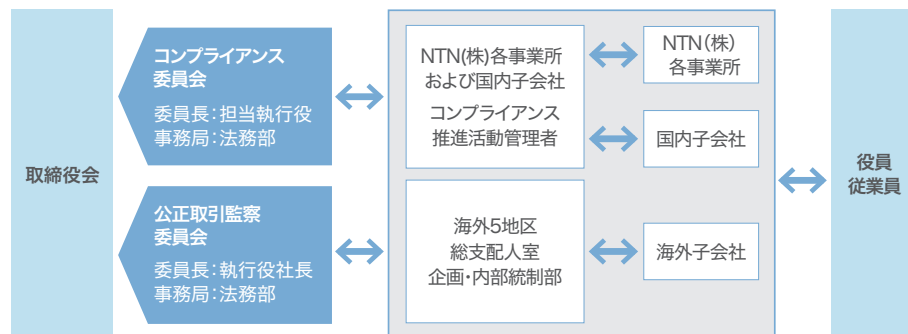 取締役会
コンプライアンス
委員会
委員長：担当執行役
事務局：法務部
公正取引監察
委員会
委員長：執行役社長
事務局：法務部
NTN(株)各事業所
および国内子会社
コンプライアンス
推進活動管理者
海外5地区
総支配人室
企画・内部統制部
NTN(株)
各事業所
国内子会社
海外子会社
役員
従業員